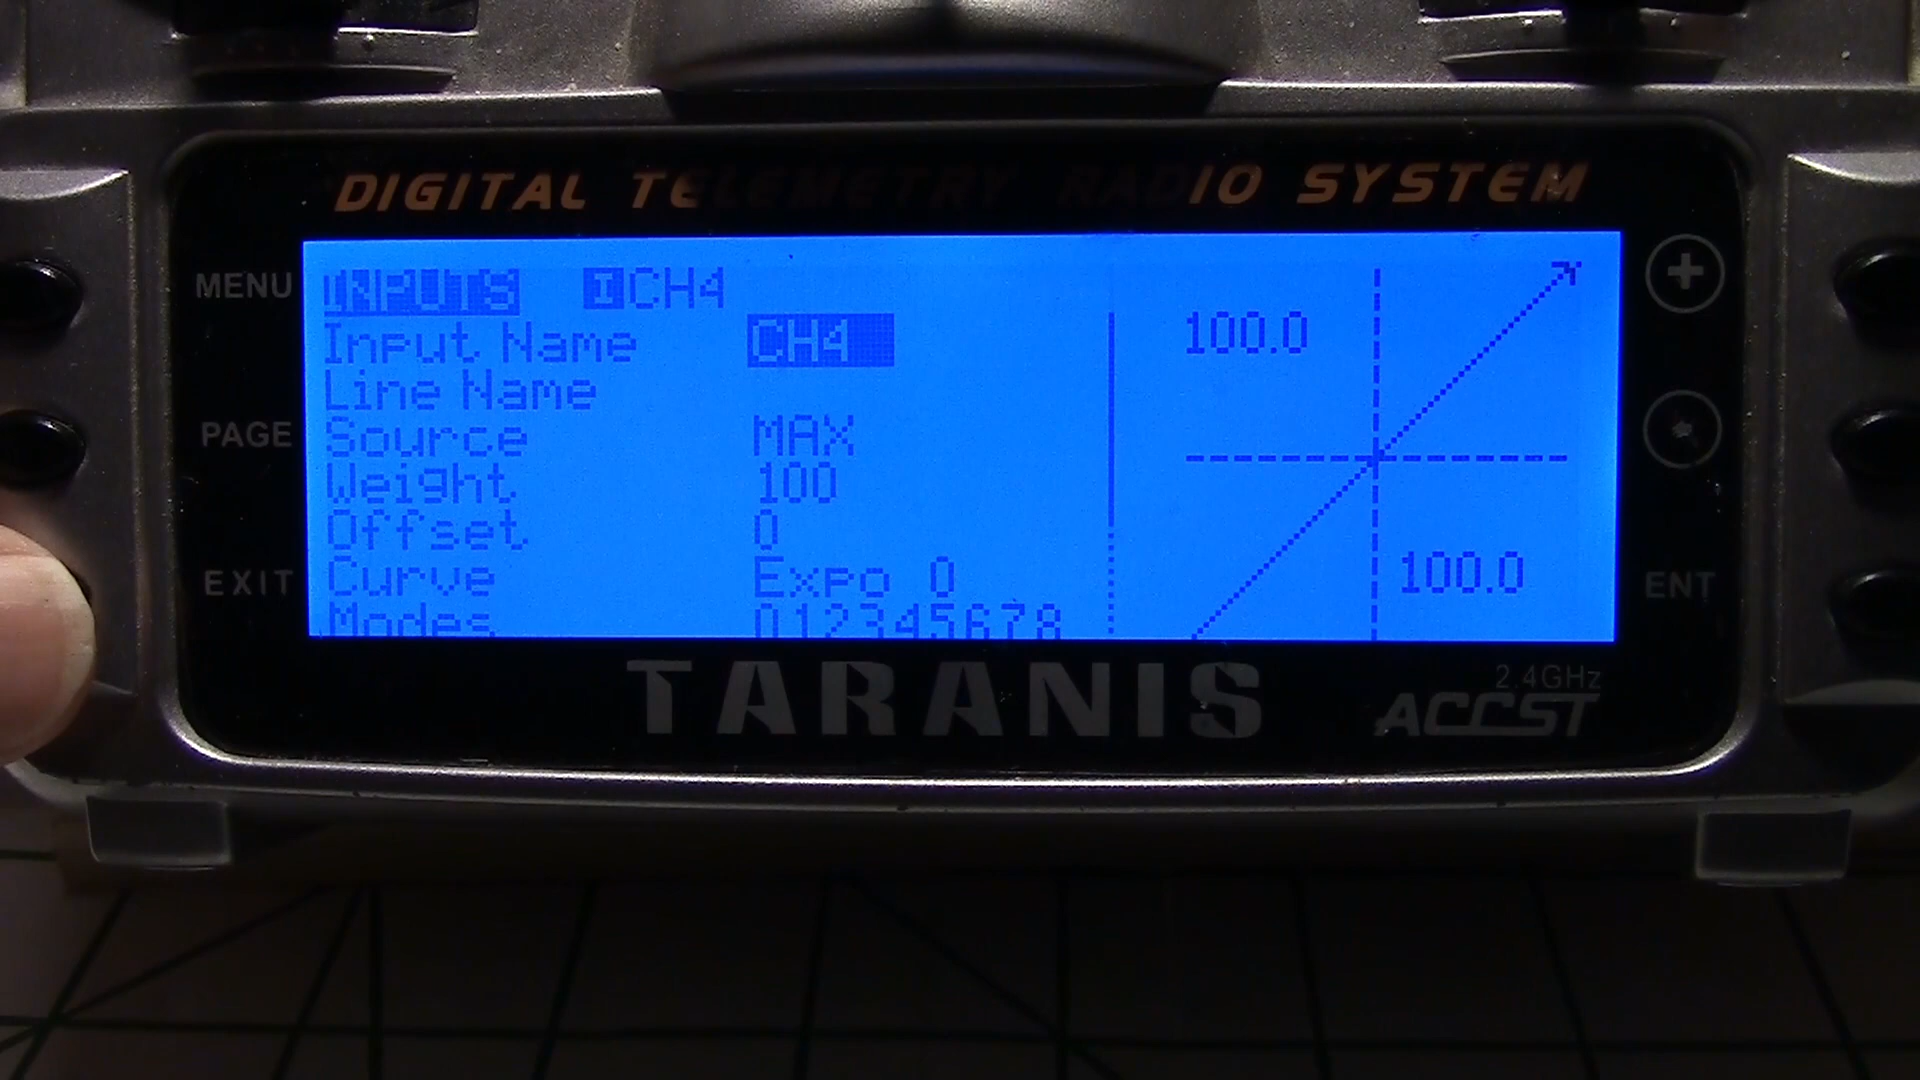 DIGITAL TELEMETRY RADIO SYSTEM
MENU
PAGE
EXIT
INPUTS I CH4
Input Name CH4
Line Name
Source MAX
Weight 100
Offset 0
Curve Expo 0
Modes 012345678
100.0
100.0
+
-
ENT
TARANIS
2.4GHz
ACCST